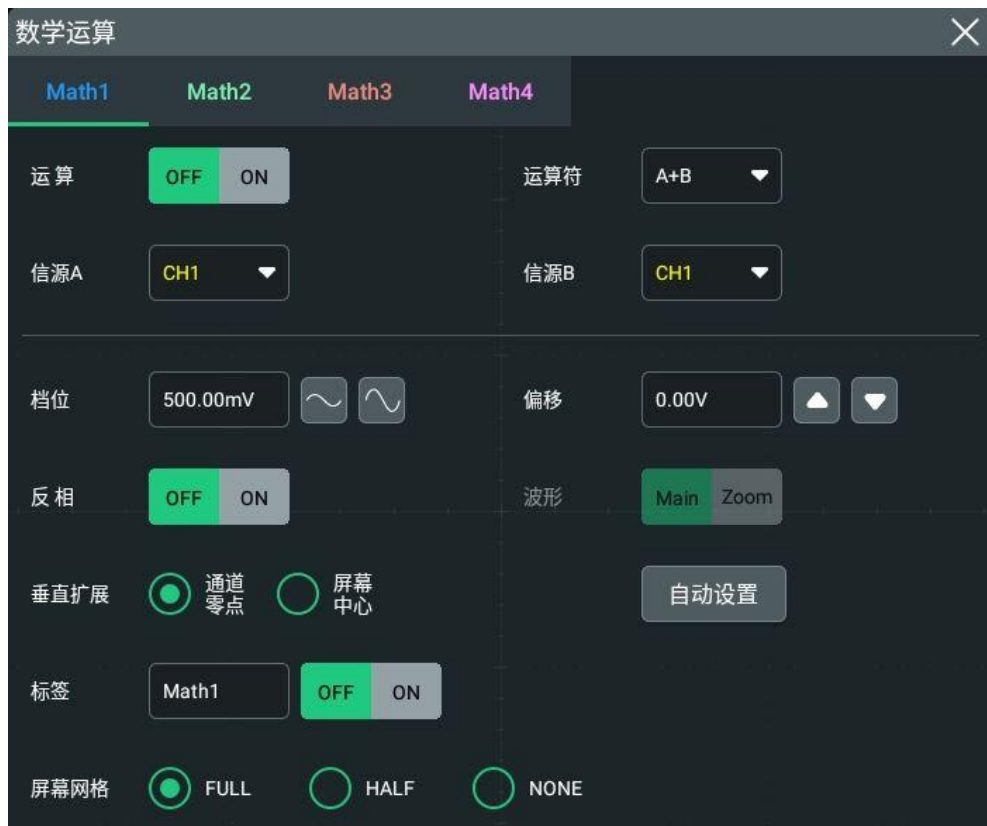 数学运算
Math1 Math2 Math3 Math4
运算 OFF ON 运算符 A+B
信源A CH1 信源B CH1
档位 500.00mV 偏移 0.00V
反相 OFF ON 波形 Main Zoom
垂直扩展 通道零点 屏幕中心 自动设置
标签 Math1 OFF ON
屏幕网格 FULL HALF NONE